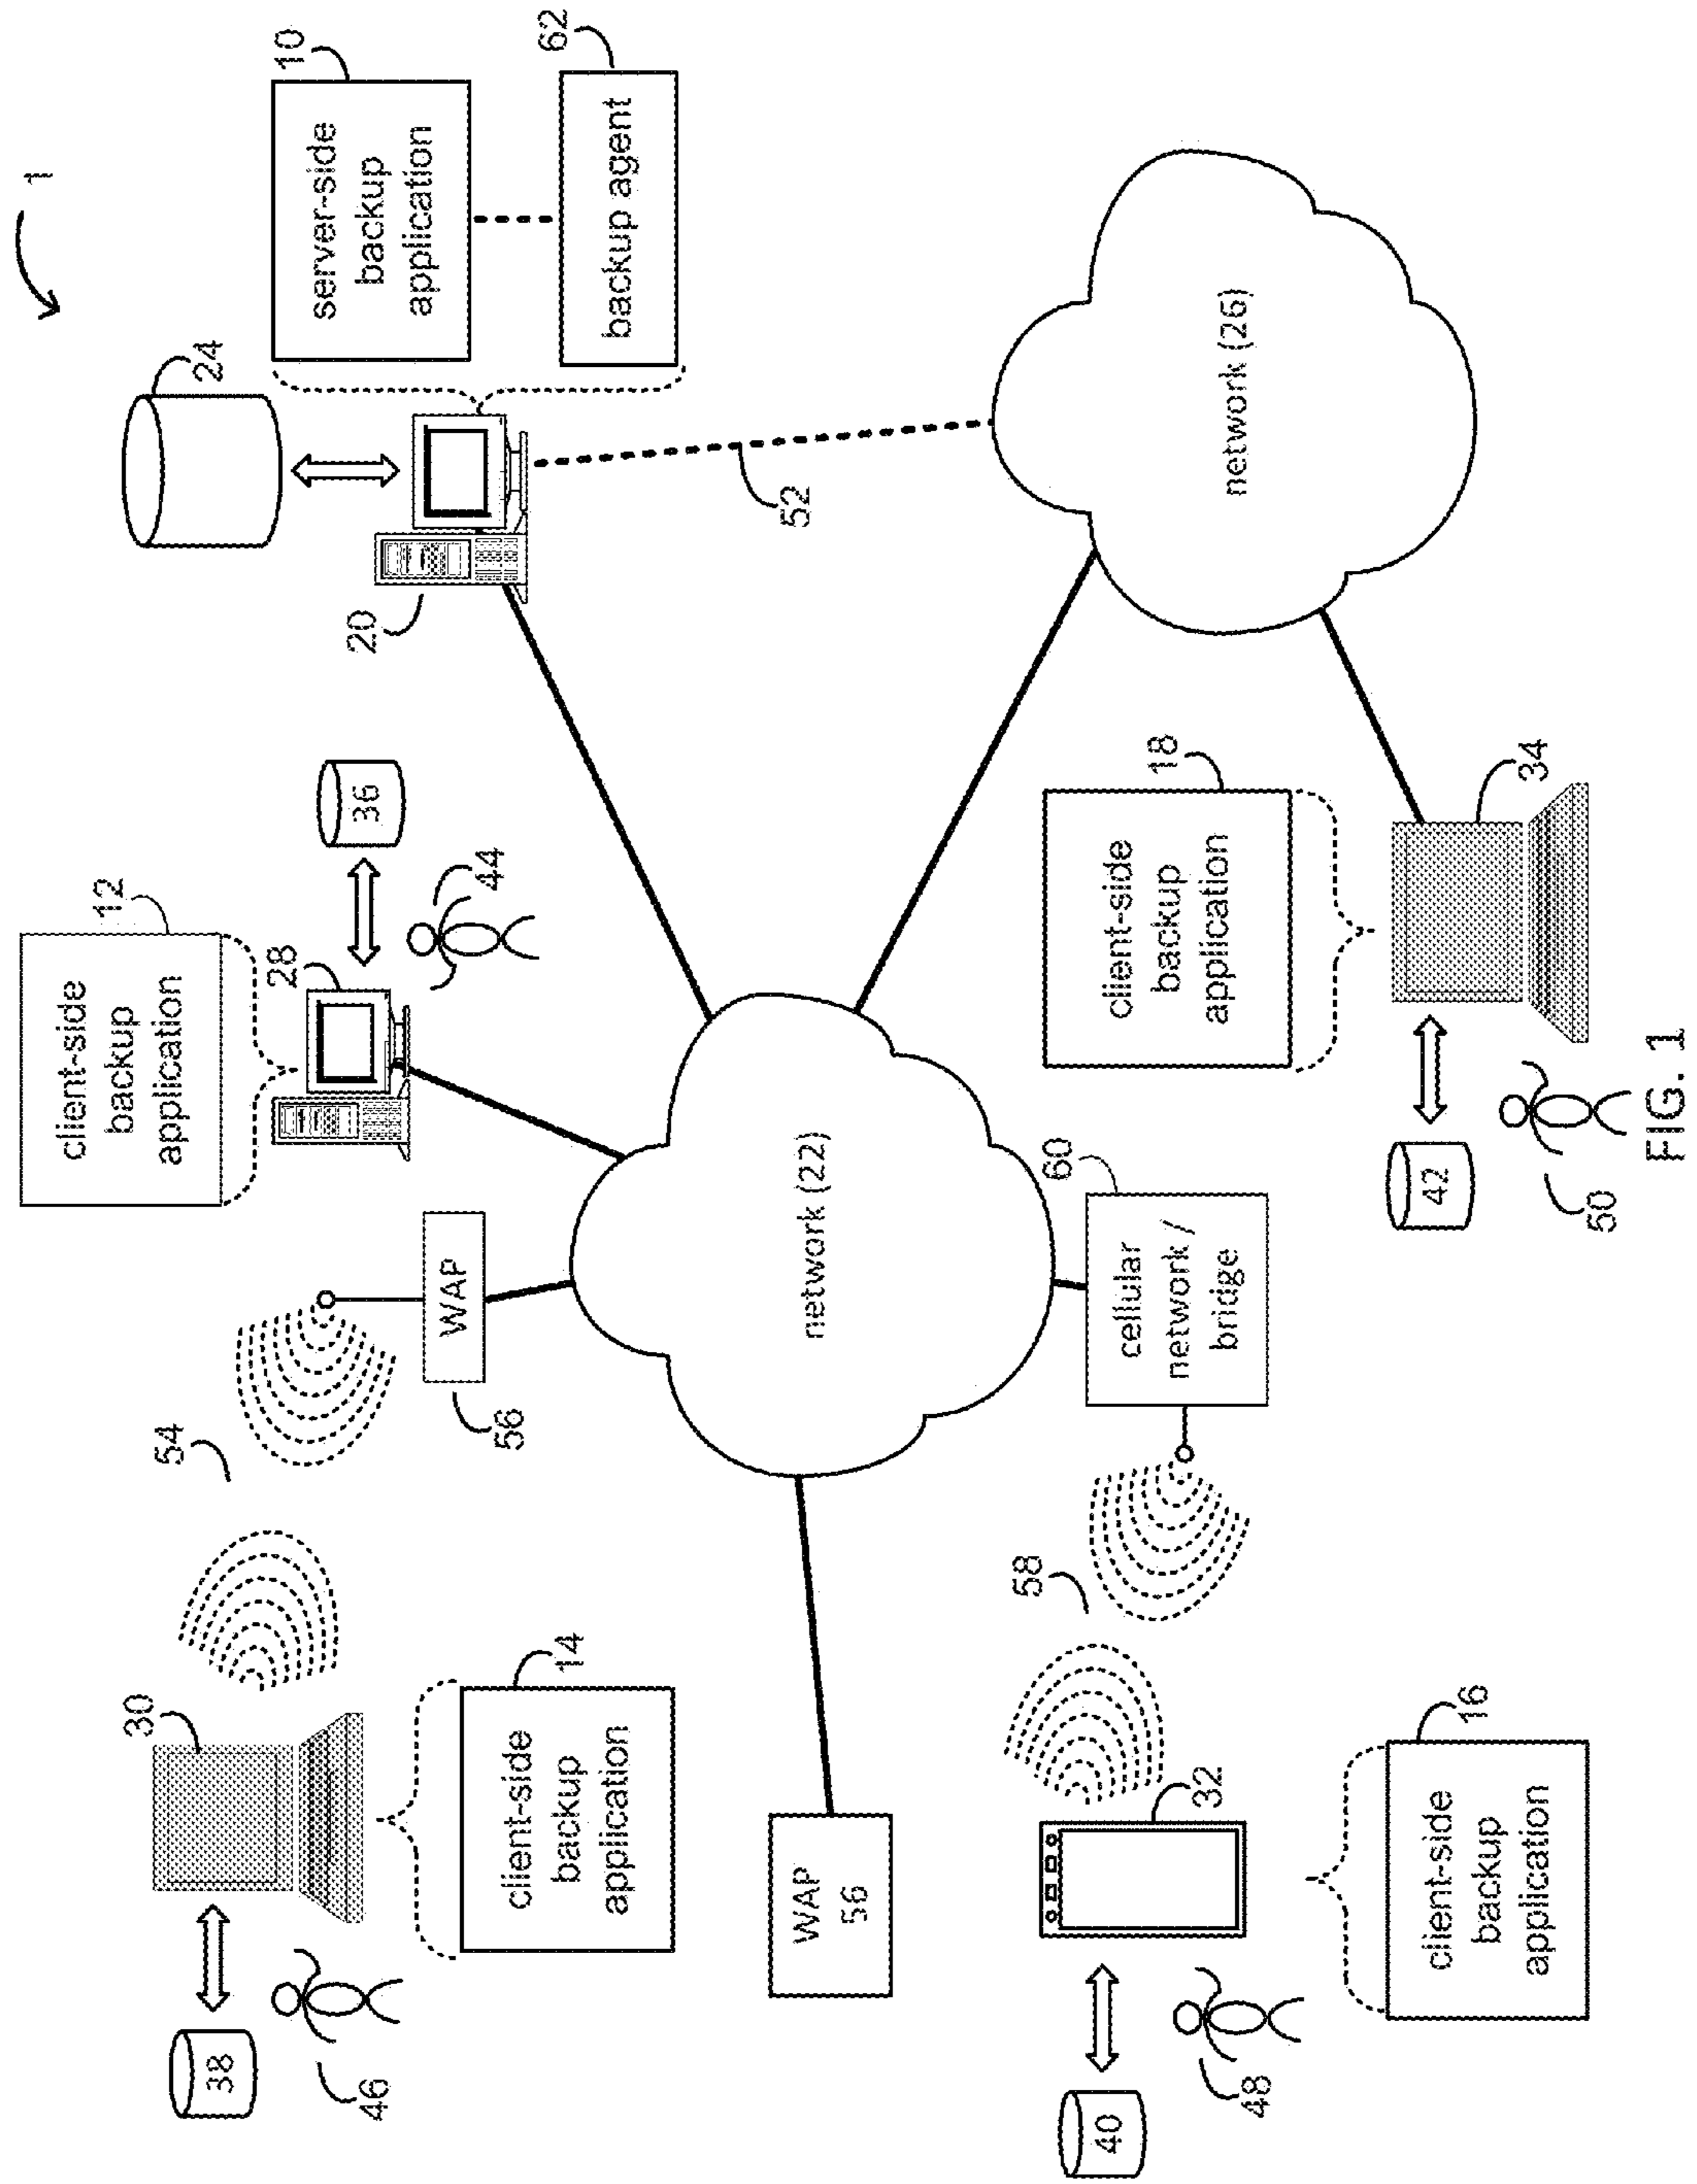 1
12
client-side
backup
application
54
30
24
28
38
10
server-side
backup
application
36
20
46
44
62
backup agent
WAP
56
14
client-side
backup
application
52
WAP
56
network (22)
58
60
cellular
network /
bridge
40
18
client-side
backup
application
32
48
network (26)
16
client-side
backup
application
42
34
50
FIG. 1